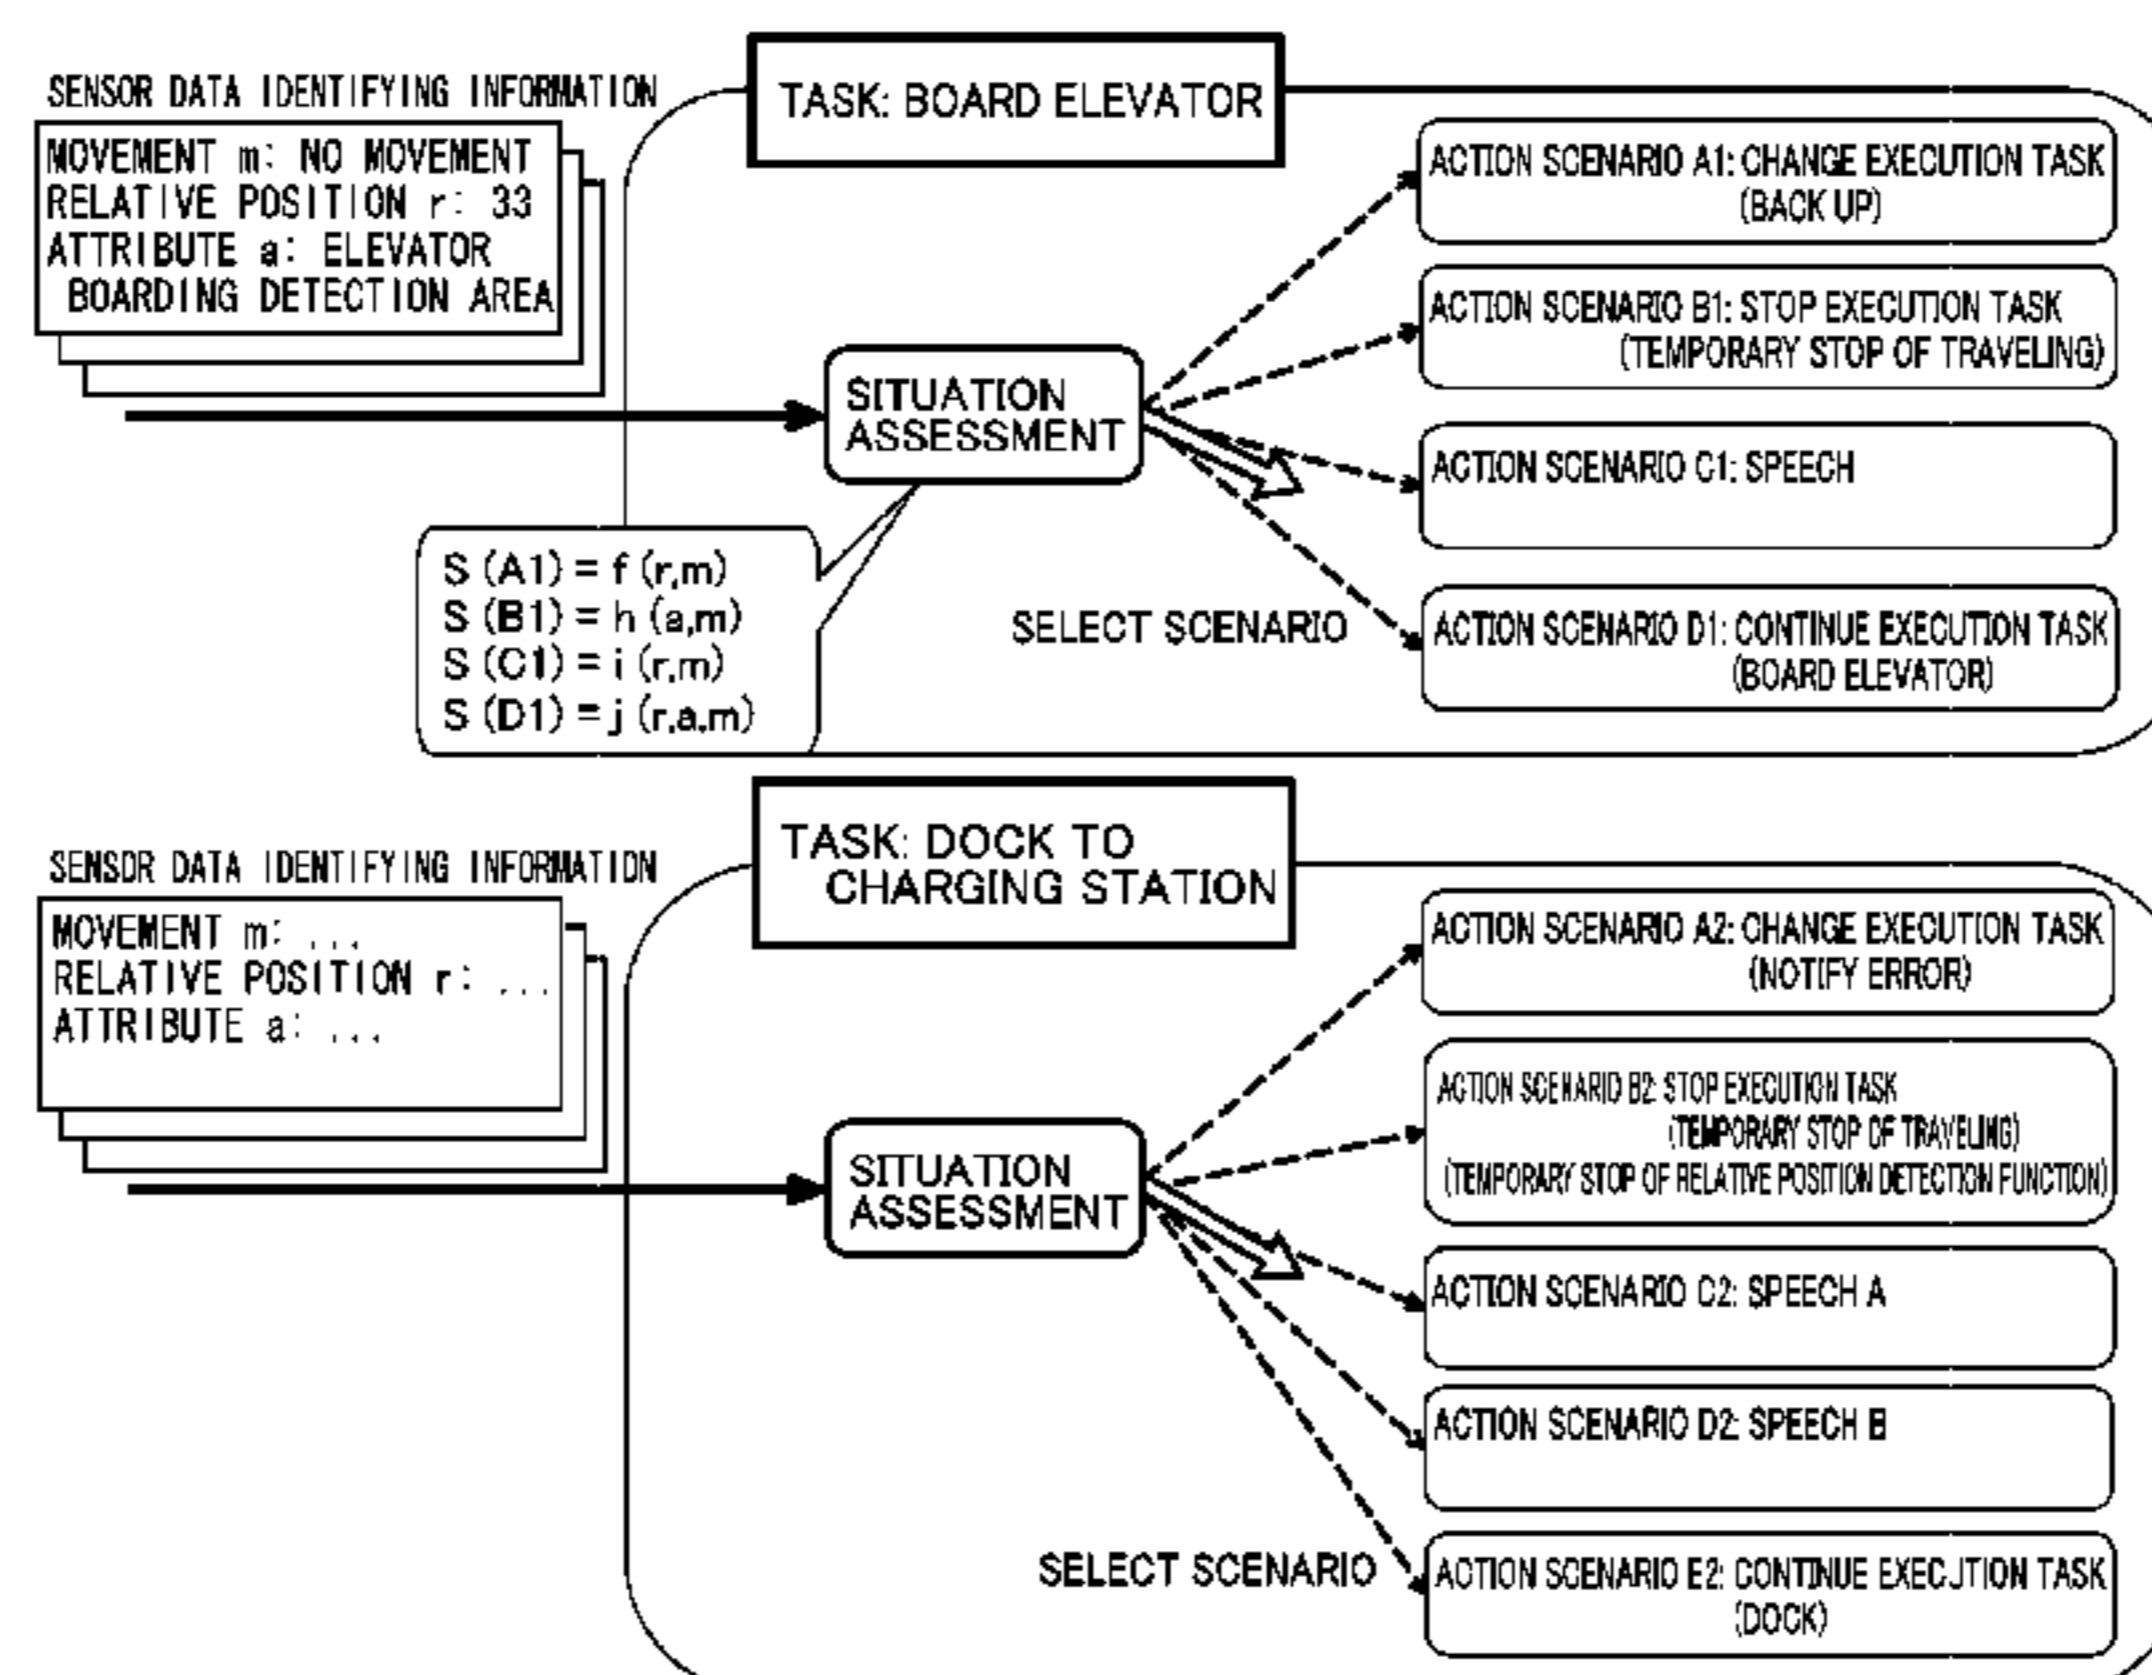 TASK: BOARD ELEVATOR
SENSOR DATA IDENTIFYING INFORMATION
MOVEMENT m: NO MOVEMENT
RELATIVE POSITION r: 33
ATTRIBUTE a: ELEVATOR
BOARDING DETECTION AREA
SITUATION
ASSESSMENT
S (A1) = f (r,m)
S (B1) = h (a,m)
S (C1) = i (r,m)
S (D1) = j (r,a,m)
SELECT SCENARIO
ACTION SCENARIO A1: CHANGE EXECUTION TASK
(BACK UP)
ACTION SCENARIO B1: STOP EXECUTION TASK
(TEMPORARY STOP OF TRAVELING)
ACTION SCENARIO C1: SPEECH
ACTION SCENARIO D1: CONTINUE EXECUTION TASK
(BOARD ELEVATOR)
TASK: DOCK TO
CHARGING STATION
SENSOR DATA IDENTIFYING INFORMATION
MOVEMENT m: ...
RELATIVE POSITION r: ...
ATTRIBUTE a: ...
SITUATION
ASSESSMENT
SELECT SCENARIO
ACTION SCENARIO A2: CHANGE EXECUTION TASK
(NOTIFY ERROR)
ACTION SCENARIO B2: STOP EXECUTION TASK
(TEMPORARY STOP OF TRAVELING)
(TEMPORARY STOP OF RELATIVE POSITION DETECTION FUNCTION)
ACTION SCENARIO C2: SPEECH A
ACTION SCENARIO D2: SPEECH B
ACTION SCENARIO E2: CONTINUE EXECUTION TASK
(DOCK)